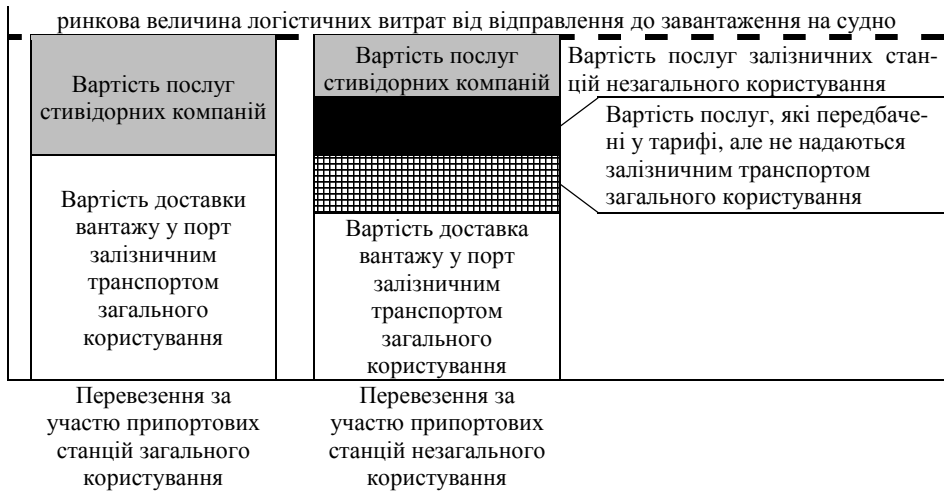 ринкова величина логістичних витрат від відправлення до завантаження на судно
Вартість послуг
стивідорних компаній
Вартість доставки
вантажу у порт
залізничним
транспортом
загального
користування
Вартість послуг
стивідорних компаній
Вартість доставка
вантажу у порт
залізничним
транспортом
загального
користування
Вартість послуг залізничних стан-
цій незагального користування
Вартість послуг, які передбаче-
ні у тарифі, але не надаються
залізничним транспортом
загального користування
Перевезення за
участю припортових
станцій загального
користування
Перевезення за
участю припортових
станцій незагального
користування